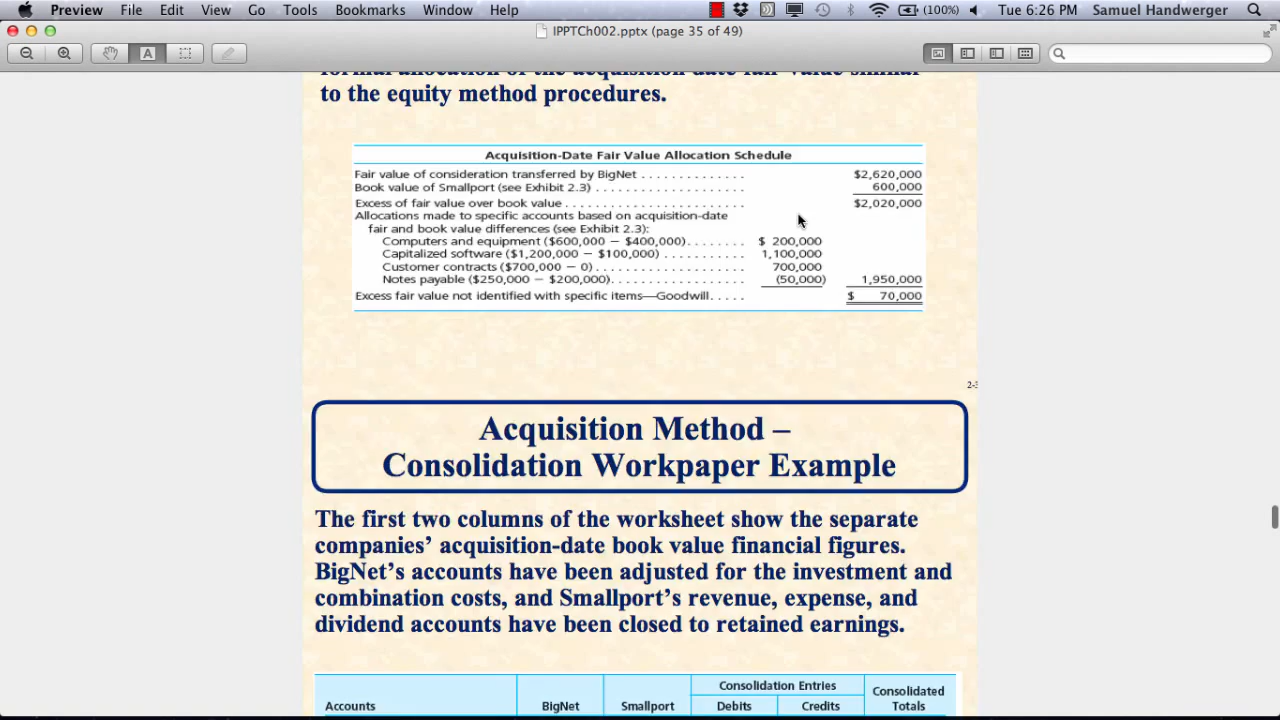 Preview File Edit View Go Tools Bookmarks Window Help (100%) Tue 6:26 PM Samuel Handwerger
IPPTCh002.pptx (page 35 of 49)
formal allocation of the acquisition date fair value similar
to the equity method procedures.
Acquisition-Date Fair Value Allocation Schedule
Fair value of consideration transferred by BigNet . . . . . . . . . . . . . $2,620,000
Book value of Smallport (see Exhibit 2.3) . . . . . . . . . . . . . . . . . . . 600,000
Excess of fair value over book value . . . . . . . . . . . . . . . . . . . . . . . $2,020,000
Allocations made to specific accounts based on acquisition-date
fair and book value differences (see Exhibit 2.3):
Computers and equipment ($600,000 − $400,000). . . . . . . . $ 200,000
Capitalized software ($1,200,000 − $100,000) . . . . . . . . . . . 1,100,000
Customer contracts ($700,000 − 0) . . . . . . . . . . . . . . . . . . . . 700,000
Notes payable ($250,000 − $200,000). . . . . . . . . . . . . . . . . . (50,000) 1,950,000
Excess fair value not identified with specific items—Goodwill. . . . . $ 70,000
Acquisition Method –
Consolidation Workpaper Example
The first two columns of the worksheet show the separate
companies’ acquisition-date book value financial figures.
BigNet’s accounts have been adjusted for the investment and
combination costs, and Smallport’s revenue, expense, and
dividend accounts have been closed to retained earnings.
Consolidation Entries Consolidated
Accounts BigNet Smallport Debits Credits Totals